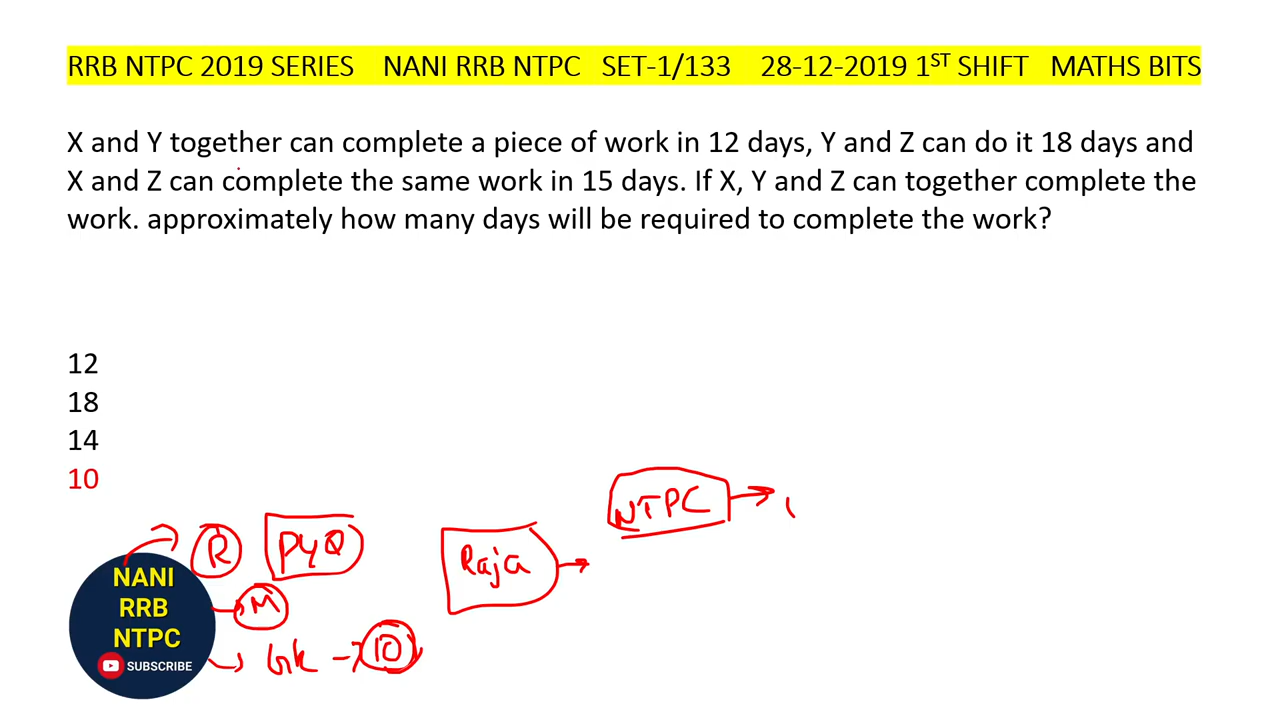 RRB NTPC 2019 SERIES NANI RRB NTPC SET-1/133 28-12-2019 1ST SHIFT MATHS BITS
X and Y together can complete a piece of work in 12 days, Y and Z can do it 18 days and
X and Z can complete the same work in 15 days. If X, Y and Z can together complete the
work. approximately how many days will be required to complete the work?
12
18
14
10
NTPC
R PYQ
Raja
NANI
RRB
M
NTPC
Gk 10
SUBSCRIBE